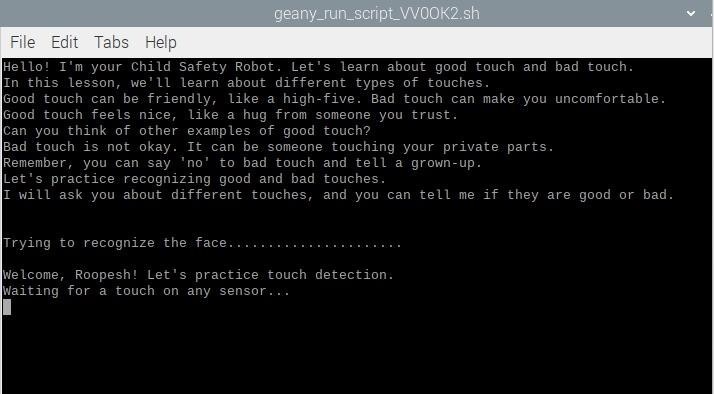 geany_run_script_VV0OK2.sh
File Edit Tabs Help
Hello! I'm your Child Safety Robot. Let's learn about good touch and bad touch.
In this lesson, we'll learn about different types of touches.
Good touch can be friendly, like a high-five. Bad touch can make you uncomfortable.
Good touch feels nice, like a hug from someone you trust.
Can you think of other examples of good touch?
Bad touch is not okay. It can be someone touching your private parts.
Remember, you can say 'no' to bad touch and tell a grown-up.
Let's practice recognizing good and bad touches.
I will ask you about different touches, and you can tell me if they are good or bad.
Trying to recognize the face......................
Welcome, Roopesh! Let's practice touch detection.
Waiting for a touch on any sensor...